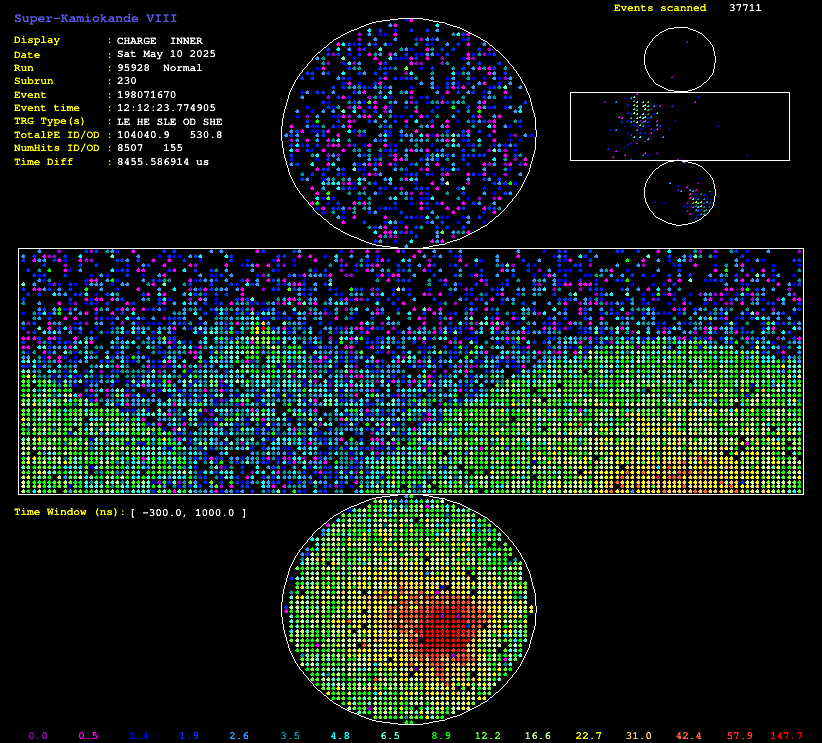 Super-Kamiokande VIII
Events scanned 37711
Display : CHARGE INNER
Date : Sat May 10 2025
Run : 95928 Normal
Subrun : 230
Event : 198071670
Event time : 12:12:23.774905
TRG Type(s) : LE HE SLE OD SHE
TotalPE ID/OD : 104040.9 530.8
NumHits ID/OD : 8507 155
Time Diff : 8455.586914 us
Time Window (ns): [ -300.0, 1000.0 ]
0.0 0.5 1.4 1.9 2.6 3.5 4.8 6.5 8.9 12.2 16.6 22.7 31.0 42.4 57.9 147.7